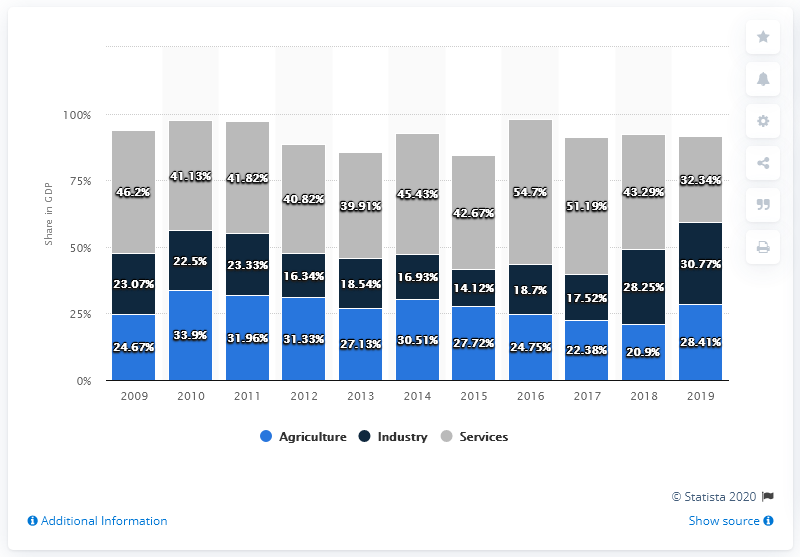 Share in GDP
100%
75%
50%
25%
0%
46.2% 41.13% 41.82% 40.82% 39.91% 45.43% 42.67% 54.7% 51.19% 43.29% 32.34%
23.07% 22.5% 23.33% 16.34% 18.54% 16.93% 14.12% 18.7% 17.52% 28.25% 30.77%
24.67% 33.9% 31.96% 31.33% 27.13% 30.51% 27.72% 24.75% 22.38% 20.9% 28.41%
2009 2010 2011 2012 2013 2014 2015 2016 2017 2018 2019
Agriculture Industry Services
© Statista 2020
Additional Information Show source